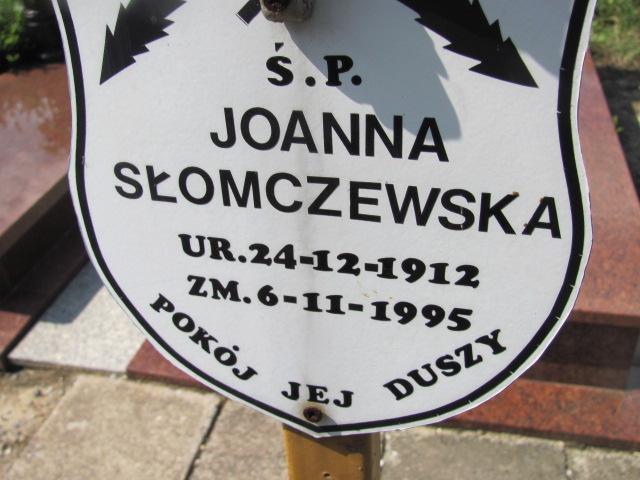 Ś.P.
JOANNA
SŁOMCZEWSKA
UR.24-12-1912
ZM.6-11-1995
POKÓJ JEJ DUSZY